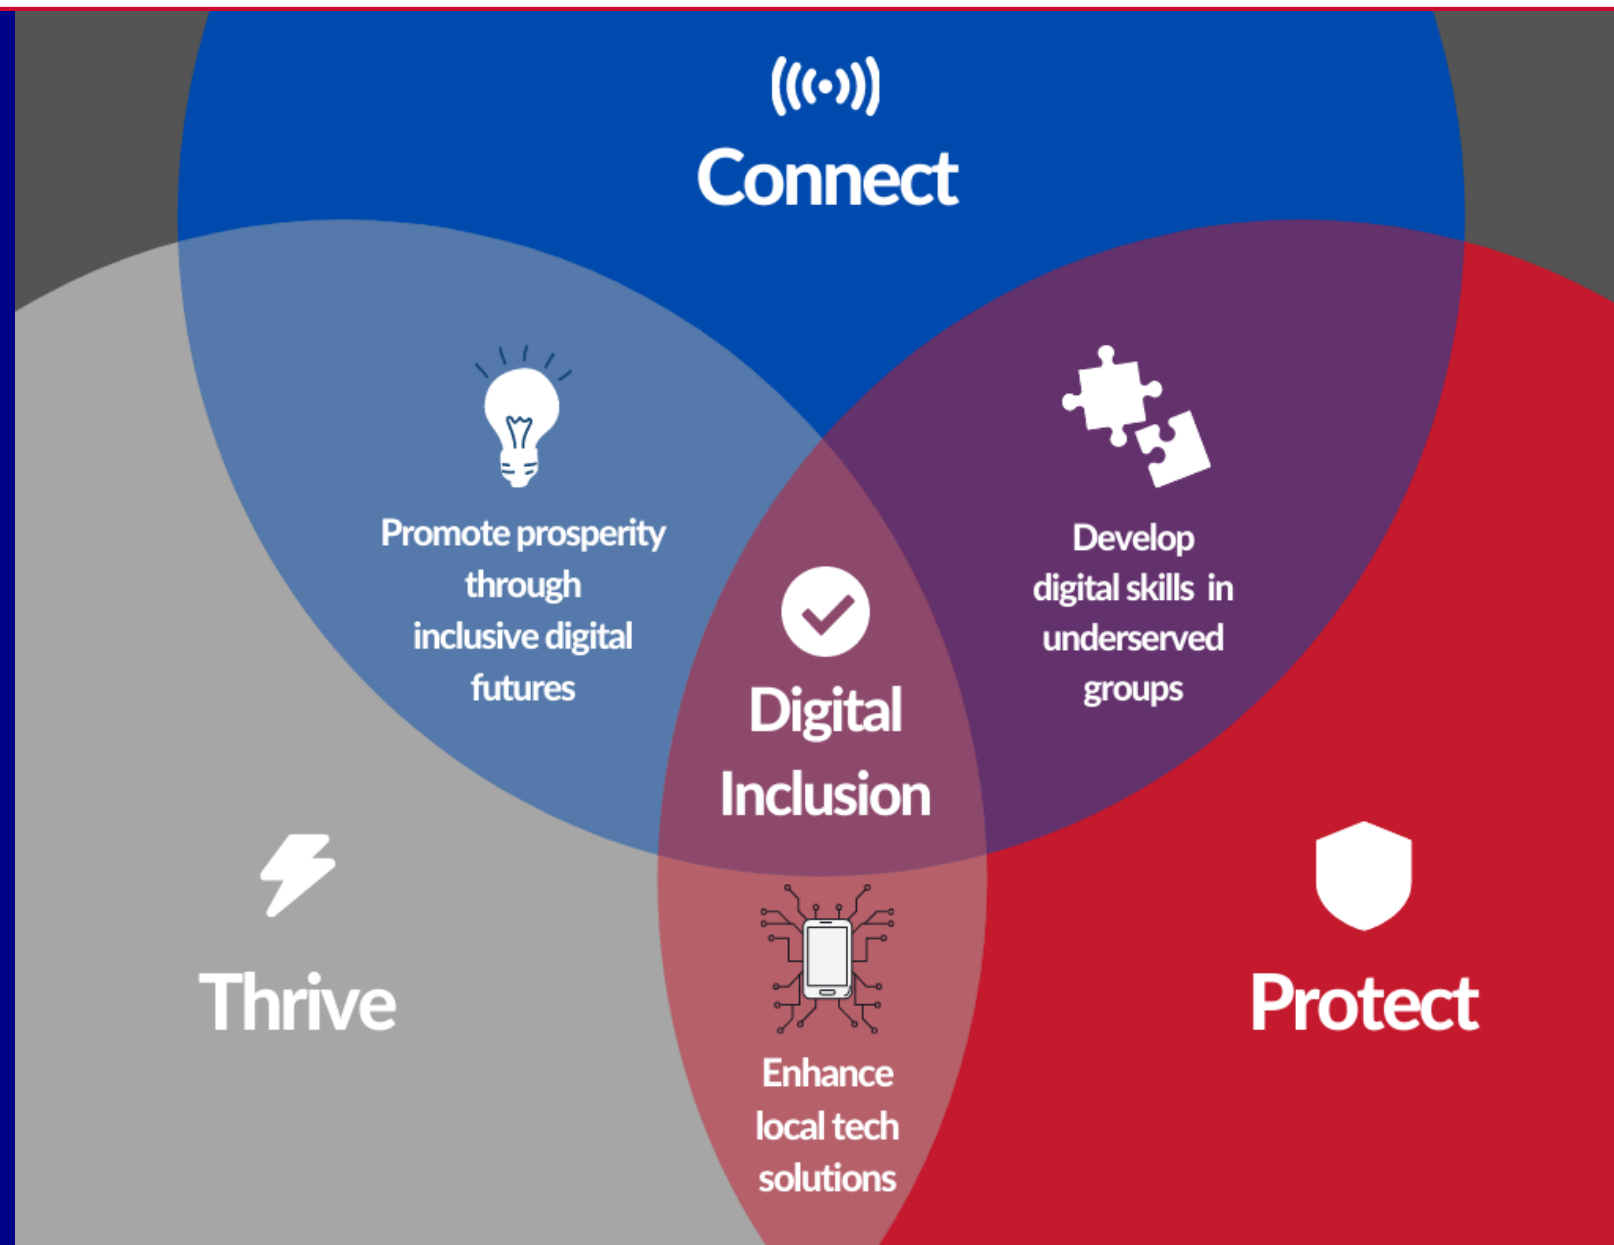 Connect
Promote prosperity
through
inclusive digital
futures
Develop
digital skills in
underserved
groups
Digital
Inclusion
Thrive
Protect
Enhance
local tech
solutions